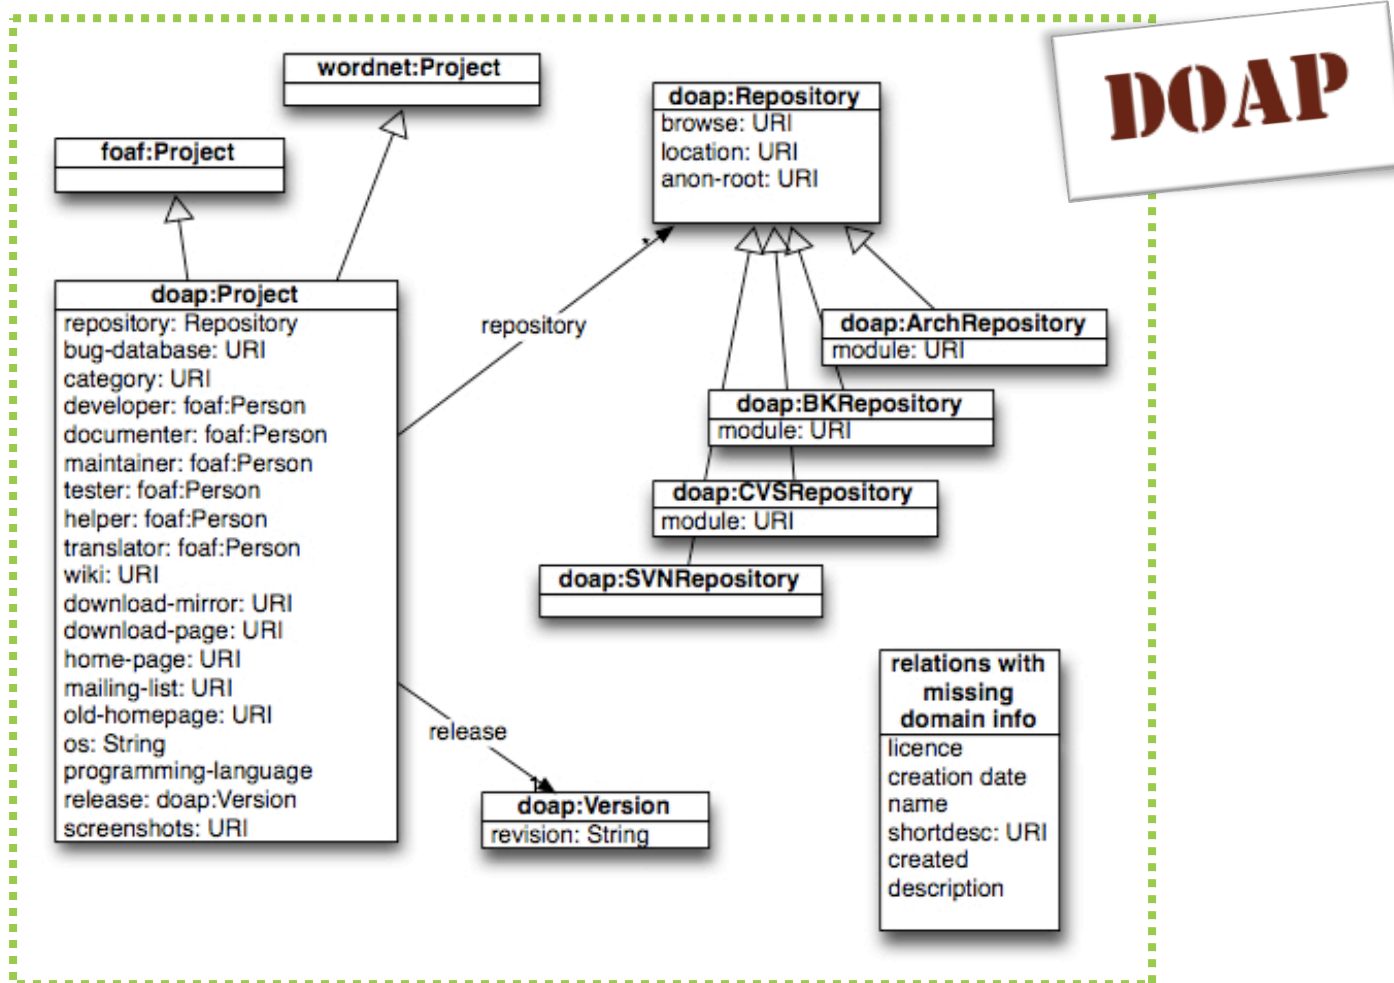 DOAP
wordnet:Project
foaf:Project
doap:Project
repository: Repository
bug-database: URI
category: URI
developer: foaf:Person
documenter: foaf:Person
maintainer: foaf:Person
tester: foaf:Person
helper: foaf:Person
translator: foaf:Person
wiki: URI
download-mirror: URI
download-page: URI
home-page: URI
mailing-list: URI
old-homepage: URI
os: String
programming-language
release: doap:Version
screenshots: URI
repository
*
release
1
doap:Version
revision: String
doap:Repository
browse: URI
location: URI
anon-root: URI
doap:ArchRepository
module: URI
doap:BKRepository
module: URI
doap:CVSRepository
module: URI
doap:SVNRepository
relations with
missing
domain info
licence
creation date
name
shortdesc: URI
created
description